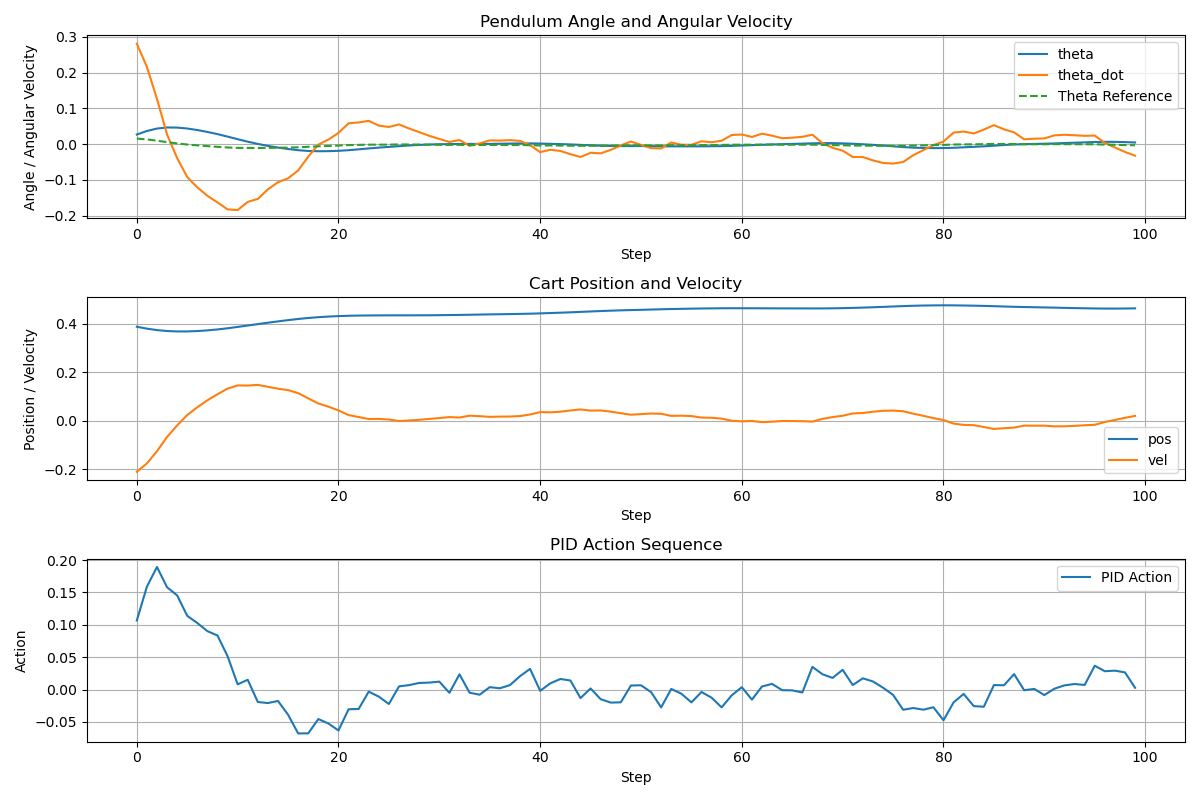 Pendulum Angle and Angular Velocity
Angle / Angular Velocity
0.3
0.2
0.1
0.0
−0.1
−0.2
theta
theta_dot
Theta Reference
0 20 40 60 80 100
Step
Cart Position and Velocity
Position / Velocity
0.4
0.2
0.0
−0.2
pos
vel
0 20 40 60 80 100
Step
PID Action Sequence
Action
0.20
0.15
0.10
0.05
0.00
−0.05
PID Action
0 20 40 60 80 100
Step